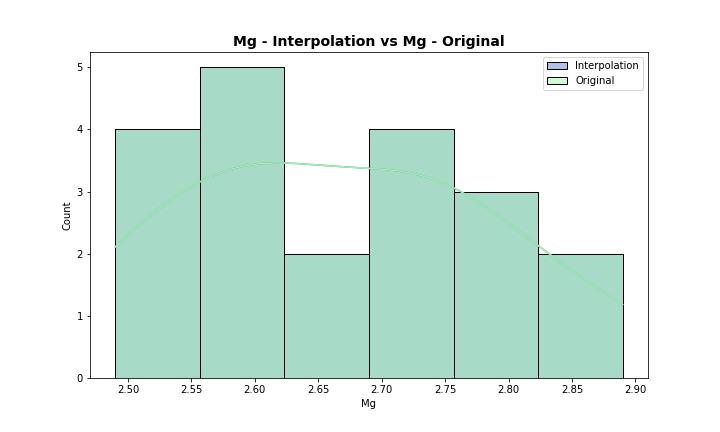 Mg - Interpolation vs Mg - Original
Interpolation
Original
5
4
3
2
1
0
Count
2.50 2.55 2.60 2.65 2.70 2.75 2.80 2.85 2.90
Mg